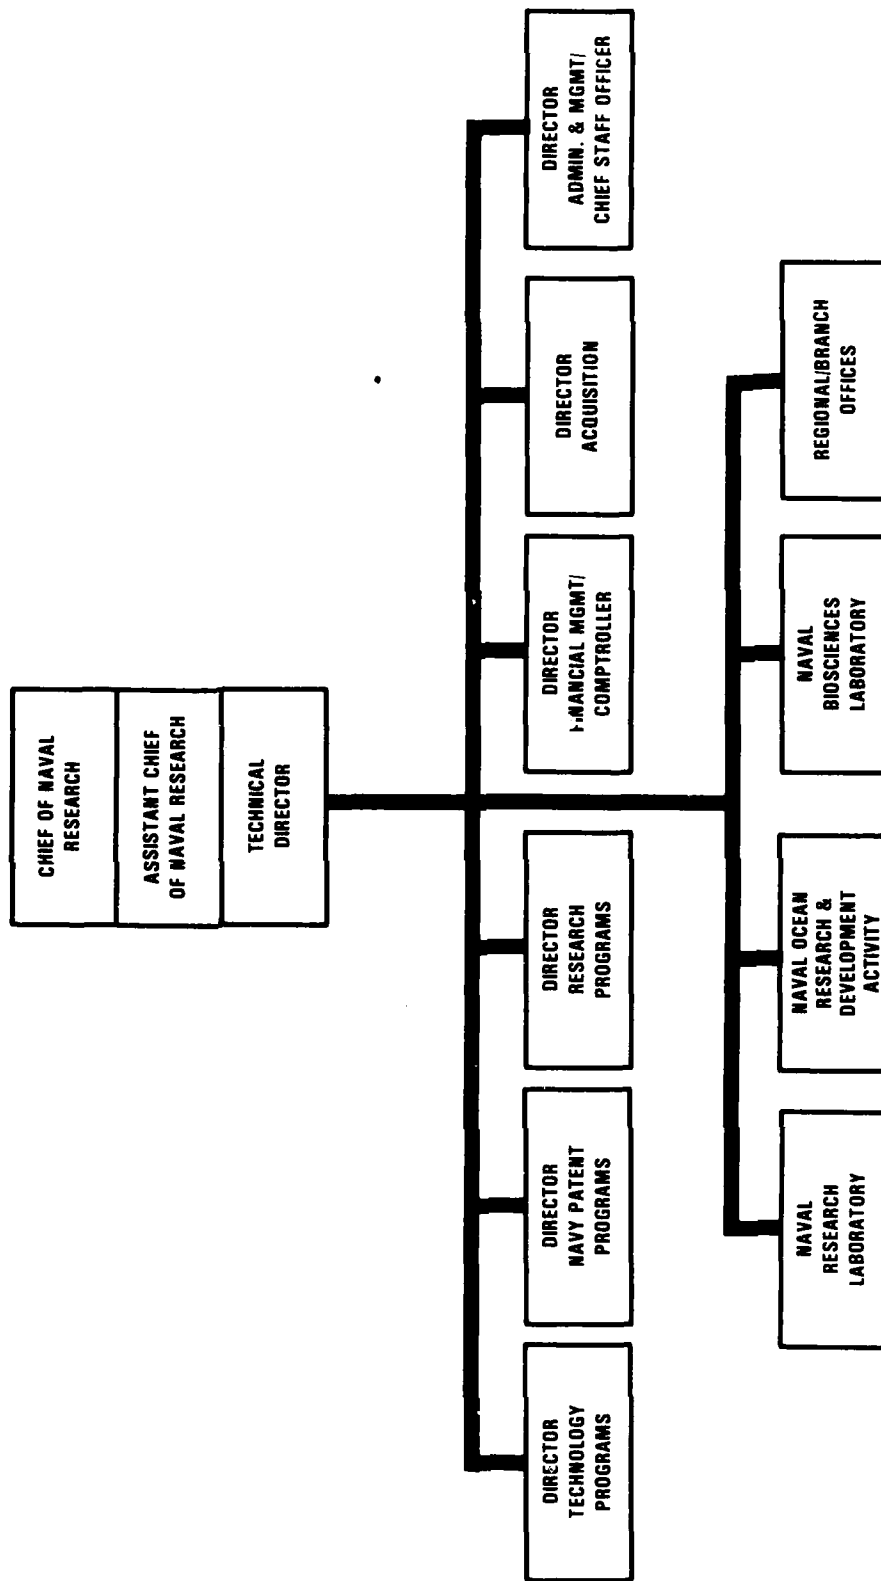 CHIEF OF NAVAL
RESEARCH
ASSISTANT CHIEF
OF NAVAL RESEARCH
TECHNICAL
DIRECTOR
DIRECTOR
TECHNOLOGY
PROGRAMS
DIRECTOR
NAVY PATENT
PROGRAMS
DIRECTOR
RESEARCH
PROGRAMS
DIRECTOR
FINANCIAL MGMT/
COMPTROLLER
DIRECTOR
ACQUISITION
DIRECTOR
ADMIN. & MGMT/
CHIEF STAFF OFFICER
NAVAL
RESEARCH
LABORATORY
NAVAL OCEAN
RESEARCH &
DEVELOPMENT
ACTIVITY
NAVAL
BIOSCIENCES
LABORATORY
REGIONAL/BRANCH
OFFICES